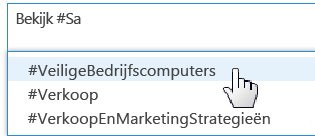 Bekijk #Sa
#VeiligeBedrijfscomputers
#Verkoop
#VerkoopEnMarketingStrategieën